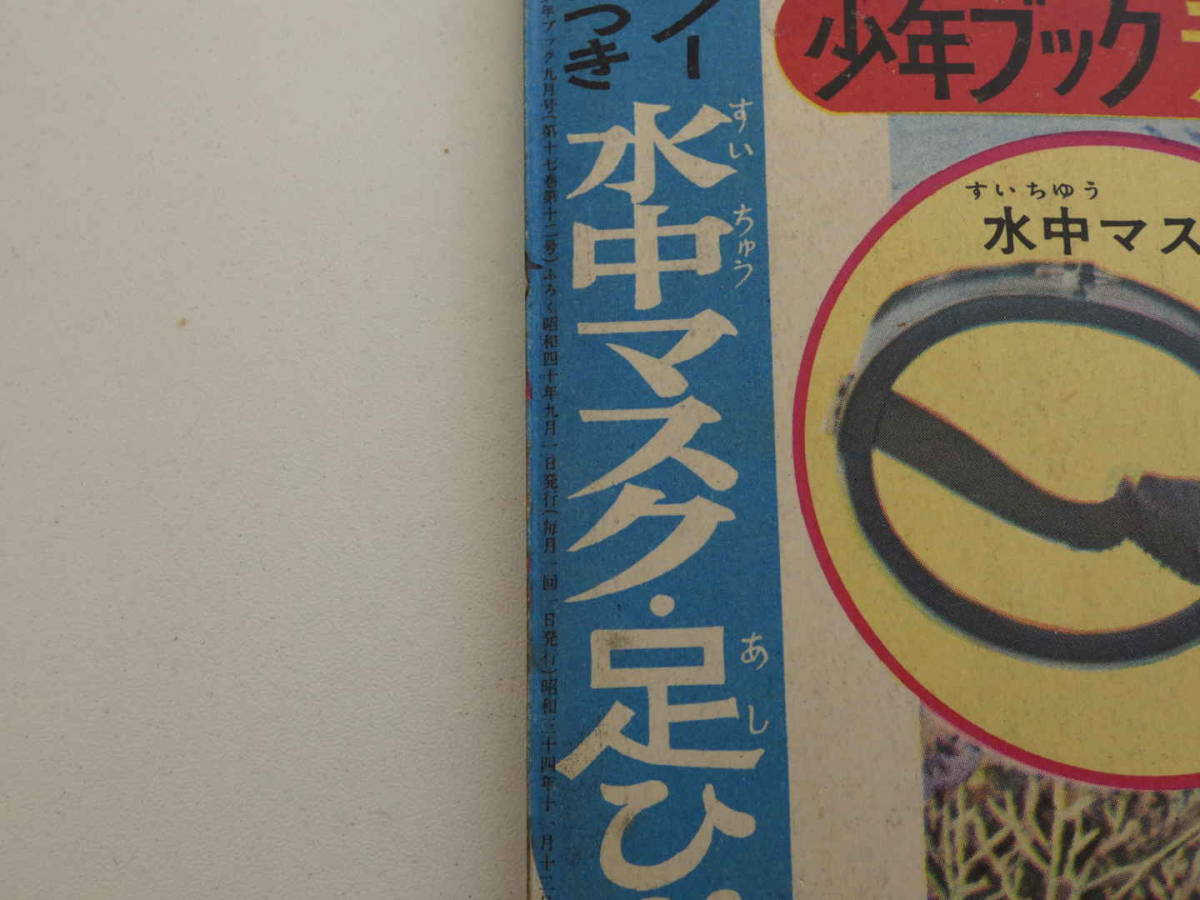 少年ブック
すいちゆう
水中マス
ノー
つき
すい ちゅう あし
水中マスク・足ひ
年ブック九月号(第十七巻第十二号)ふろく昭和四十年九月一日発行(毎月一回一日発行)昭和三十四年十一月十二